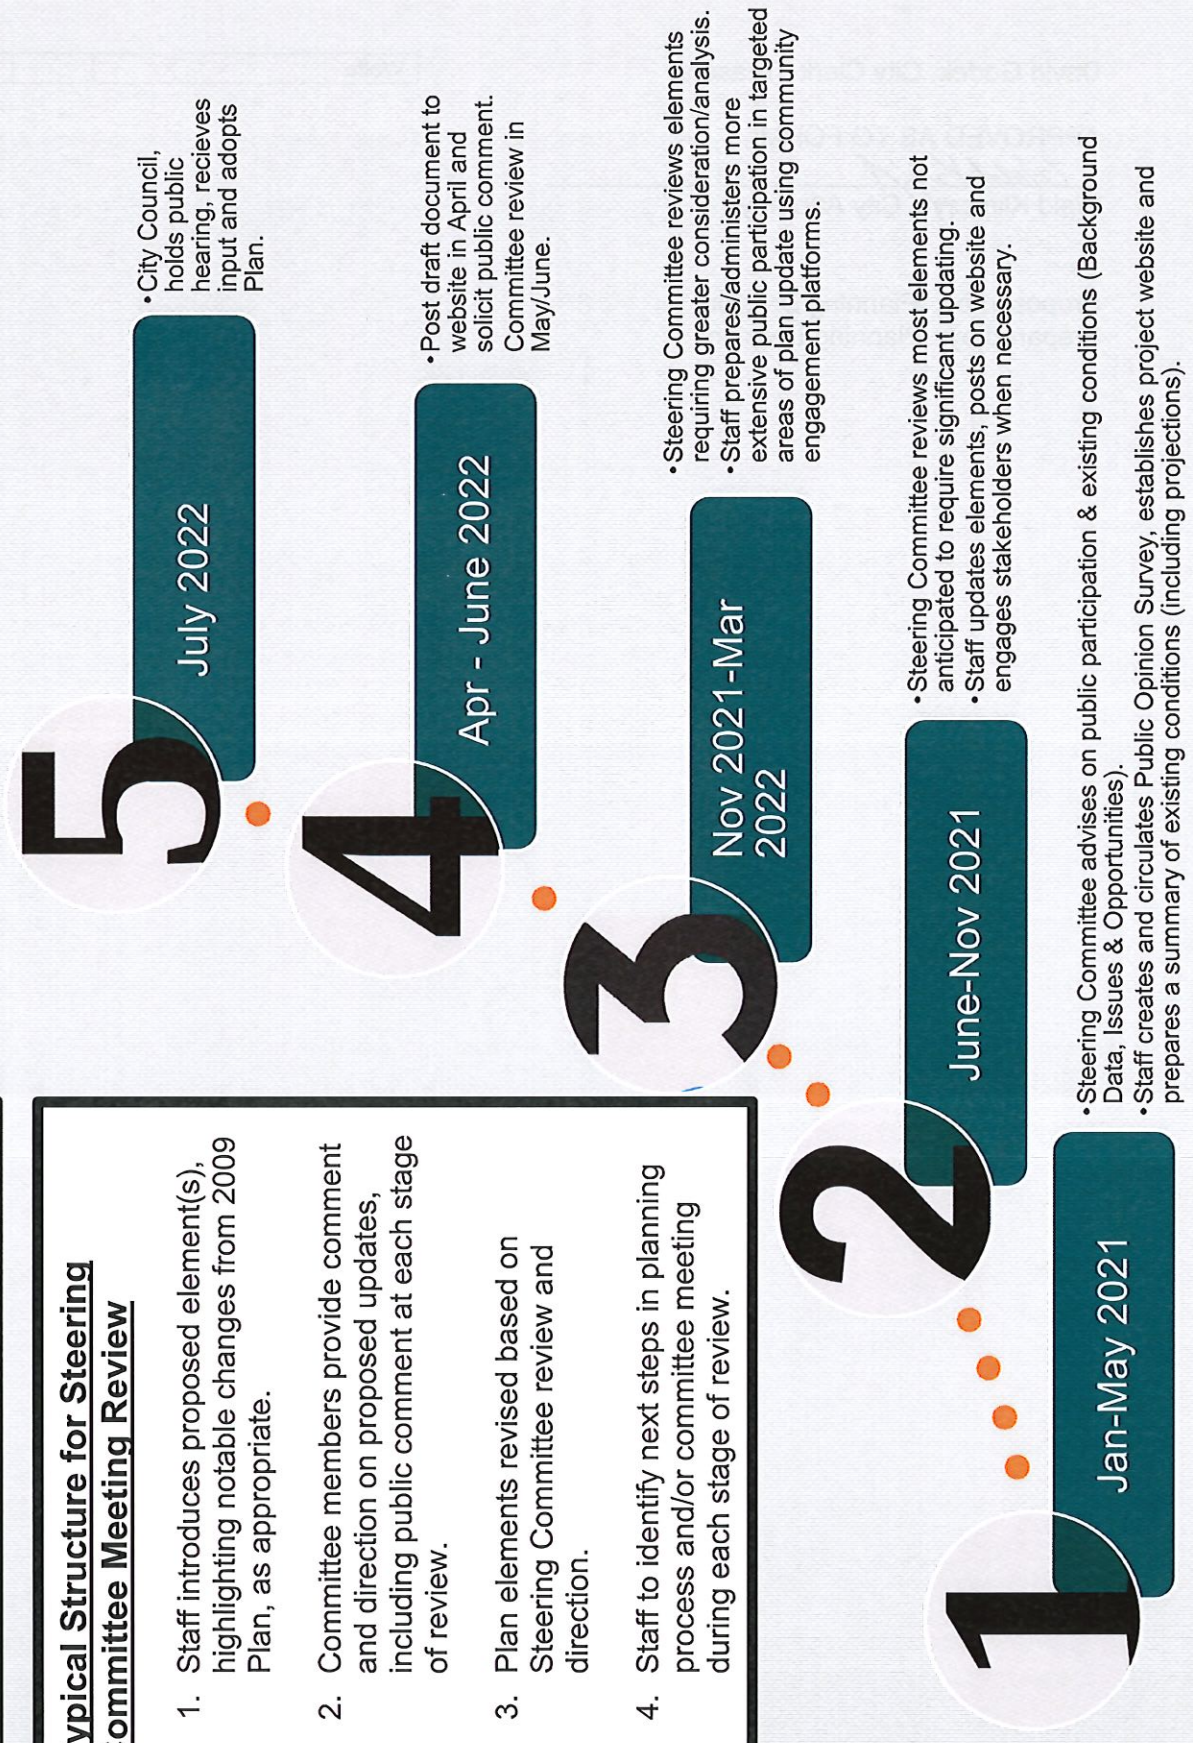 ypical Structure for Steering
ommittee Meeting Review
1. Staff introduces proposed element(s),
highlighting notable changes from 2009
Plan, as appropriate.
2. Committee members provide comment
and direction on proposed updates,
including public comment at each stage
of review.
3. Plan elements revised based on
Steering Committee review and
direction.
4. Staff to identify next steps in planning
process and/or committee meeting
during each stage of review.
1
Jan-May 2021
•Steering Committee advises on public participation & existing conditions (Background
Data, Issues & Opportunities).
•Staff creates and circulates Public Opinion Survey, establishes project website and
prepares a summary of existing conditions (including projections).
2
June-Nov 2021
•Steering Committee reviews most elements not
anticipated to require significant updating.
•Staff updates elements, posts on website and
engages stakeholders when necessary.
3
Nov 2021-Mar
2022
•Steering Committee reviews elements
requiring greater consideration/analysis.
•Staff prepares/administers more
extensive public participation in targeted
areas of plan update using community
engagement platforms.
4
Apr - June 2022
•Post draft document to
website in April and
solicit public comment.
Committee review in
May/June.
5
July 2022
•City Council,
holds public
hearing, recieves
input and adopts
Plan.